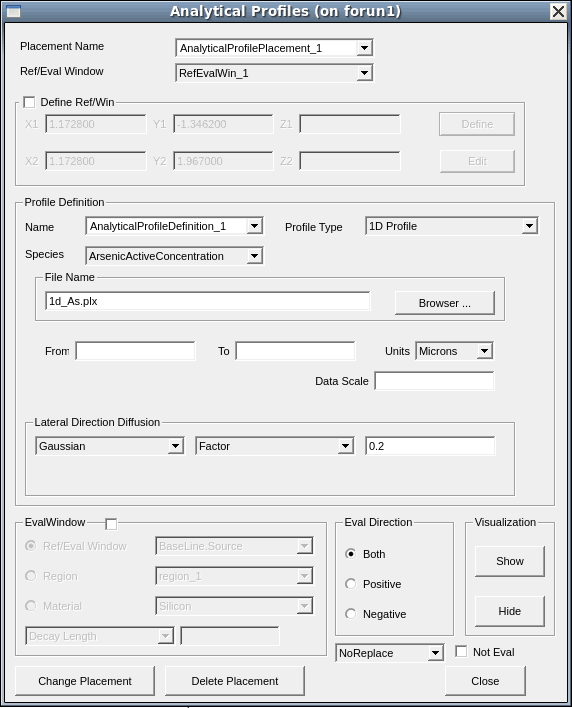 Analytical Profiles (on forun1)
Placement Name AnalyticalProfilePlacement_1
Ref/Eval Window RefEvalWin_1
Define Ref/Win
X1 1.172800 Y1 -1.346200 Z1 Define
X2 1.172800 Y2 1.967000 Z2 Edit
Profile Definition
Name AnalyticalProfileDefinition_1 Profile Type 1D Profile
Species ArsenicActiveConcentration
File Name
1d_As.plx Browser ...
From To Units Microns
Data Scale
Lateral Direction Diffusion
Gaussian Factor 0.2
EvalWindow Eval Direction Visualization
Ref/Eval Window BaseLine.Source Both Show
Region region_1 Positive
Material Silicon Negative Hide
Decay Length
NoReplace Not Eval
Change Placement Delete Placement Close